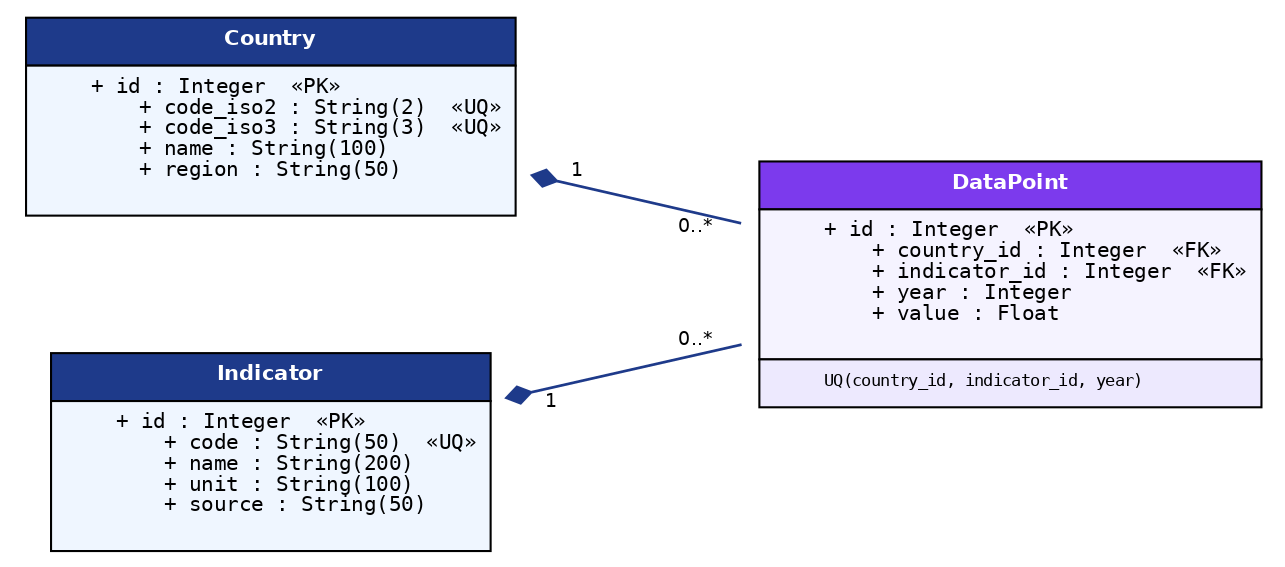 Country
+ id : Integer «PK»
+ code_iso2 : String(2) «UQ»
+ code_iso3 : String(3) «UQ»
+ name : String(100)
+ region : String(50)
1
0..*
DataPoint
+ id : Integer «PK»
+ country_id : Integer «FK»
+ indicator_id : Integer «FK»
+ year : Integer
+ value : Float
UQ(country_id, indicator_id, year)
0..*
1
Indicator
+ id : Integer «PK»
+ code : String(50) «UQ»
+ name : String(200)
+ unit : String(100)
+ source : String(50)